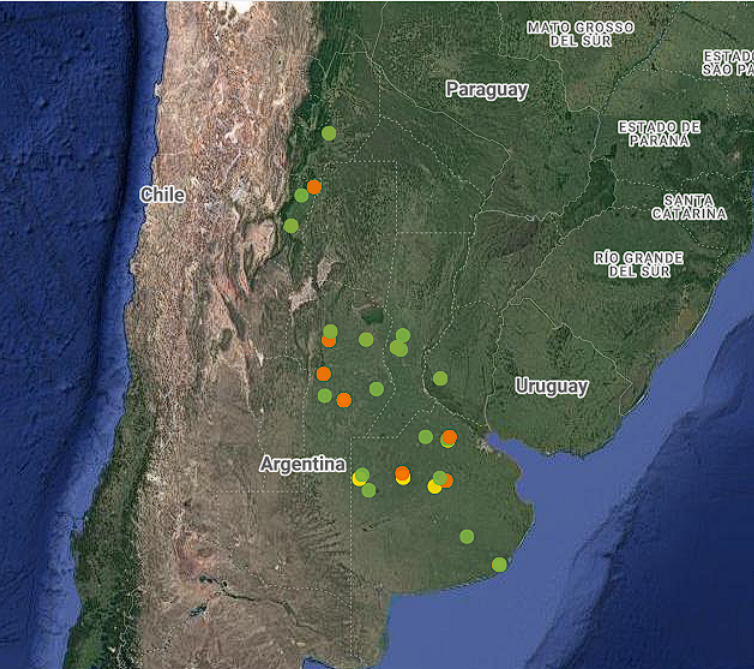 MATO GROSSO
DEL SUR
ESTADO
SÃO PA
Paraguay
ESTADO DE
PARANÁ
Chile
SANTA
CATARINA
RÍO GRANDE
DEL SUR
Uruguay
Argentina